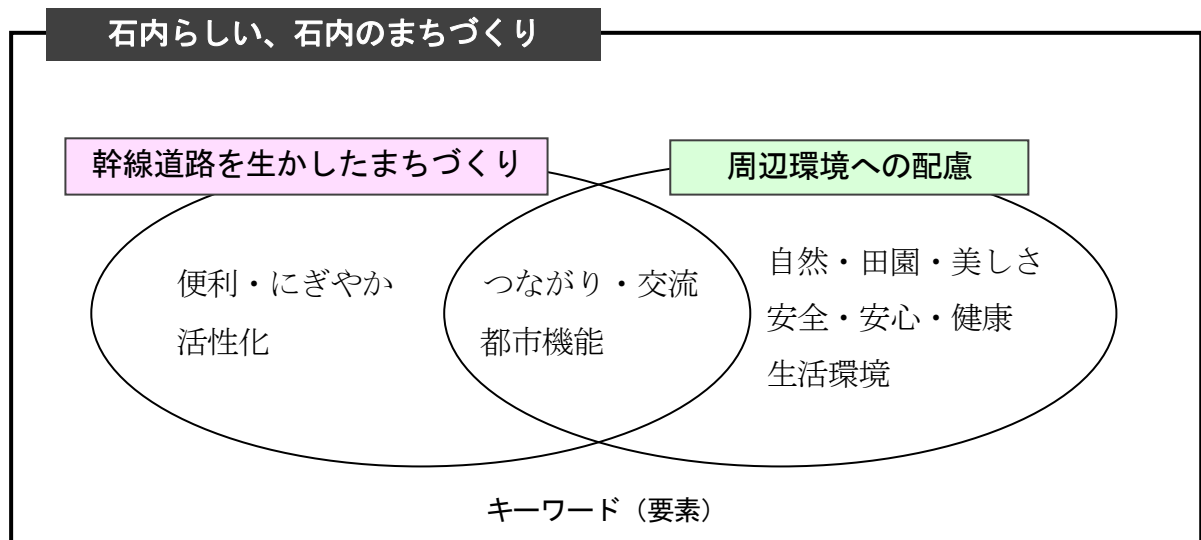 石内らしい、石内のまちづくり
幹線道路を生かしたまちづくり
周辺環境への配慮
便利・にぎやか
活性化
つながり・交流
都市機能
自然・田園・美しさ
安全・安心・健康
生活環境
キーワード（要素）